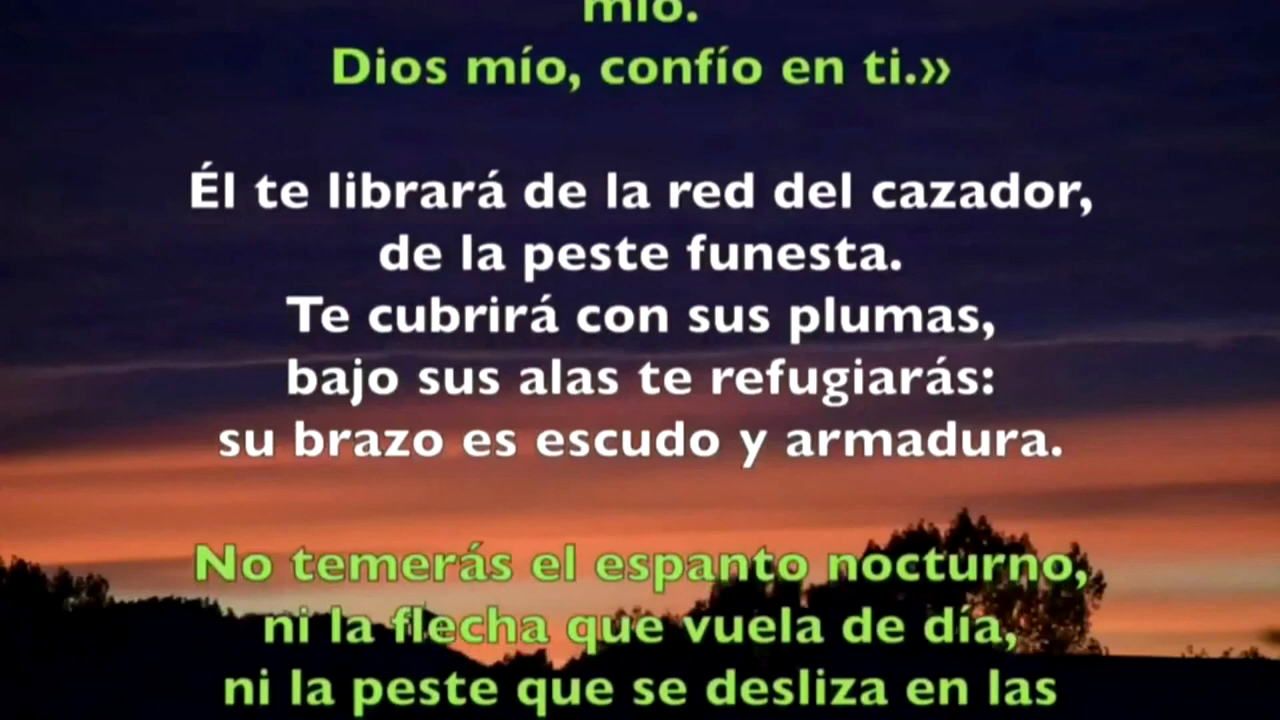 mío.
Dios mío, confío en ti.»
Él te librará de la red del cazador,
de la peste funesta.
Te cubrirá con sus plumas,
bajo sus alas te refugiarás:
su brazo es escudo y armadura.
No temerás el espanto nocturno,
ni la flecha que vuela de día,
ni la peste que se desliza en las